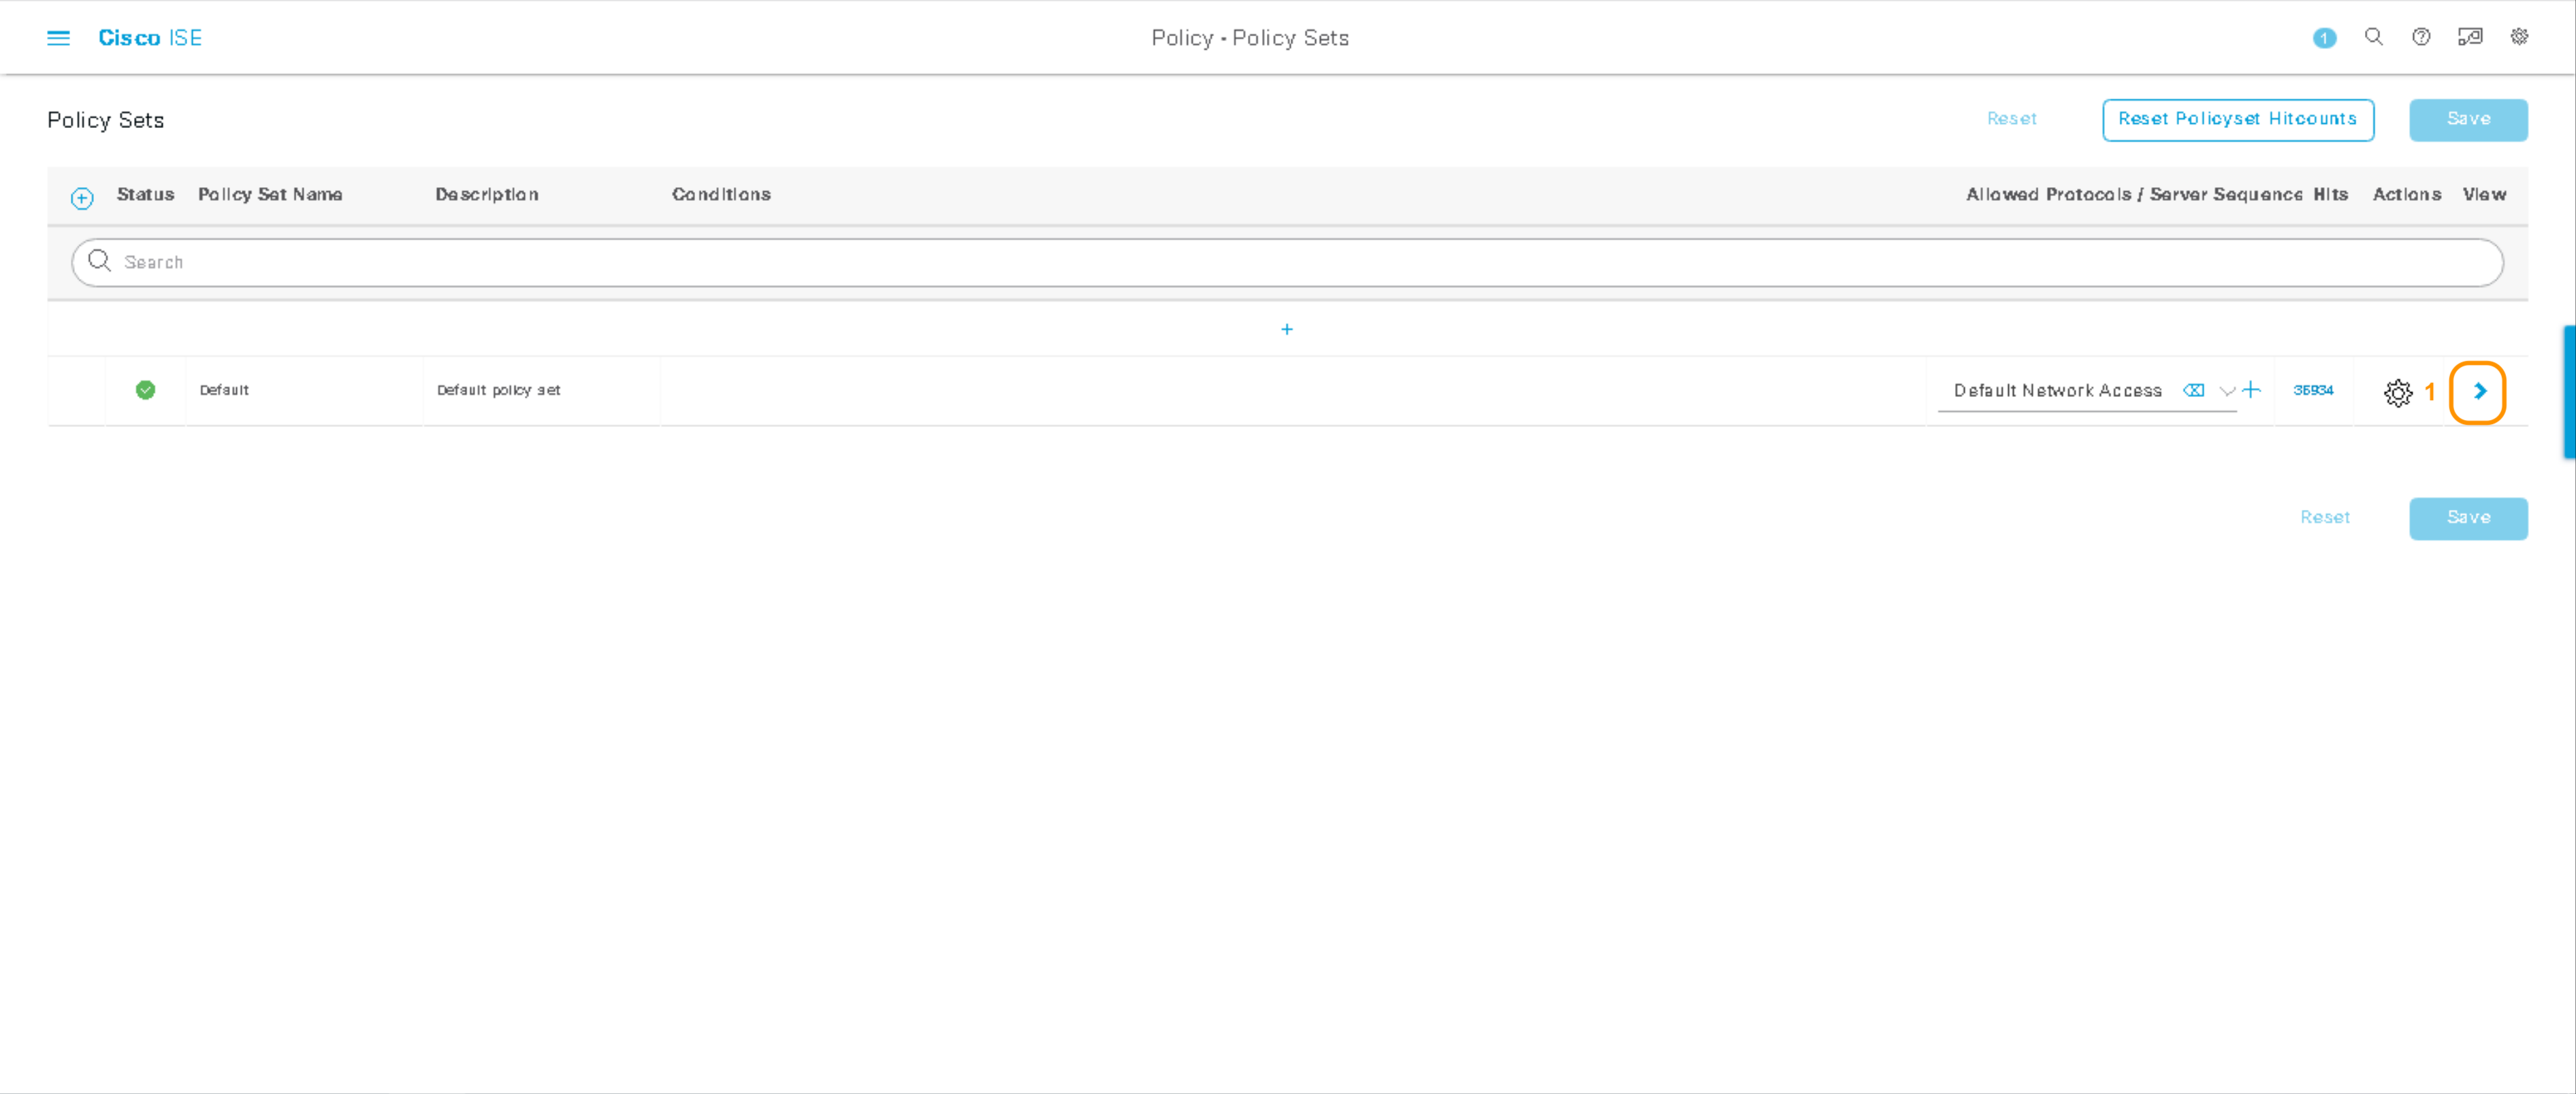 Cisco ISE
Policy · Policy Sets
1
Policy Sets
Reset
Reset Policyset Hitcounts
Save
Status Policy Set Name Description Conditions Allowed Protocols / Server Sequence Hits Actions View
Search
+
Default Default policy set Default Network Access + 36934 1
Reset
Save